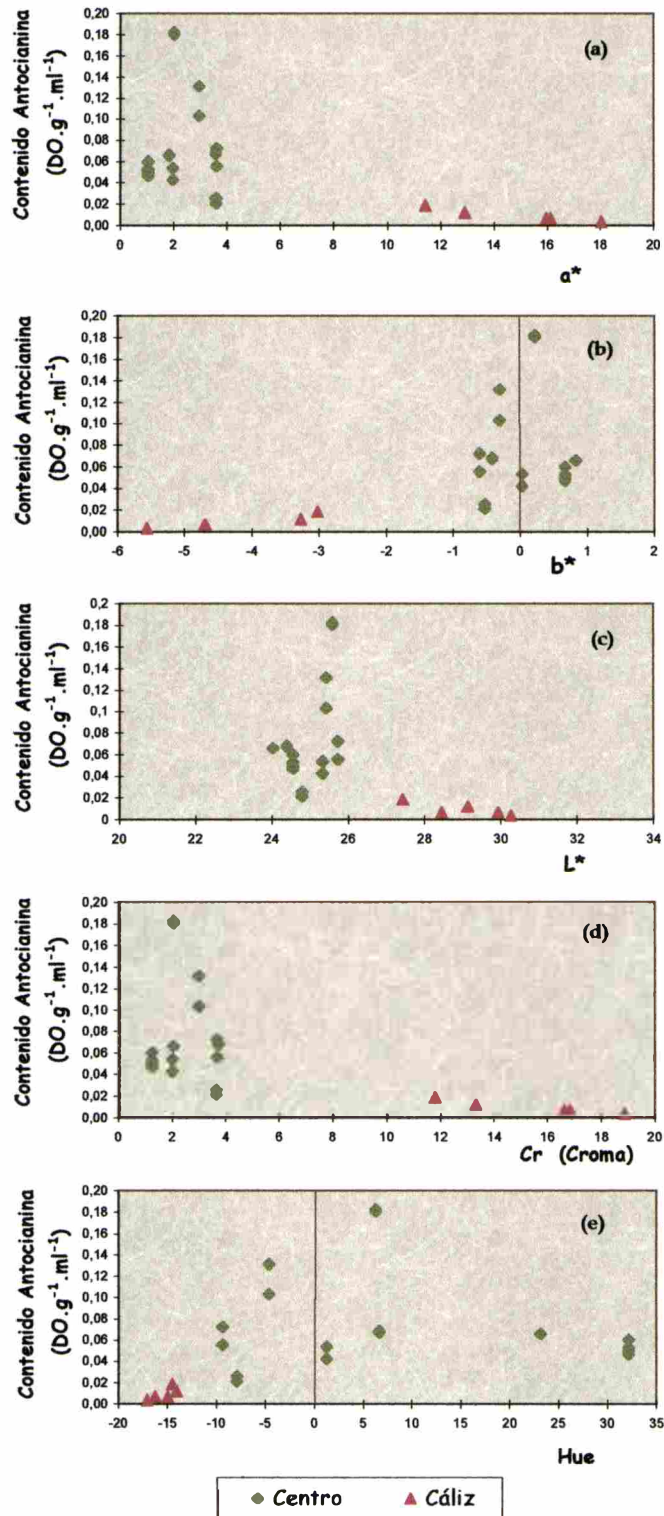 Contenido Antocianina
(DO.g⁻¹.ml⁻¹)
0,20
0,18
0,16
0,14
0,12
0,10
0,08
0,06
0,04
0,02
0,00
(a)
0 2 4 6 8 10 12 14 16 18 20
a*
Contenido Antocianina
(DO.g⁻¹.ml⁻¹)
0,20
0,18
0,16
0,14
0,12
0,10
0,08
0,06
0,04
0,02
0,00
(b)
-6 -5 -4 -3 -2 -1 0 1 2
b*
Contenido Antocianina
(DO.g⁻¹.ml⁻¹)
0,2
0,18
0,16
0,14
0,12
0,1
0,08
0,06
0,04
0,02
0
(c)
20 22 24 26 28 30 32 34
L*
Contenido Antocianina
(DO.g⁻¹.ml⁻¹)
0,20
0,18
0,16
0,14
0,12
0,10
0,08
0,06
0,04
0,02
0,00
(d)
0 2 4 6 8 10 12 14 16 18 20
Cr (Croma)
Contenido Antocianina
(DO.g⁻¹.ml⁻¹)
0,20
0,18
0,16
0,14
0,12
0,10
0,08
0,06
0,04
0,02
0,00
(e)
-20 -15 -10 -5 0 5 10 15 20 25 30 35
Hue
Centro Cáliz